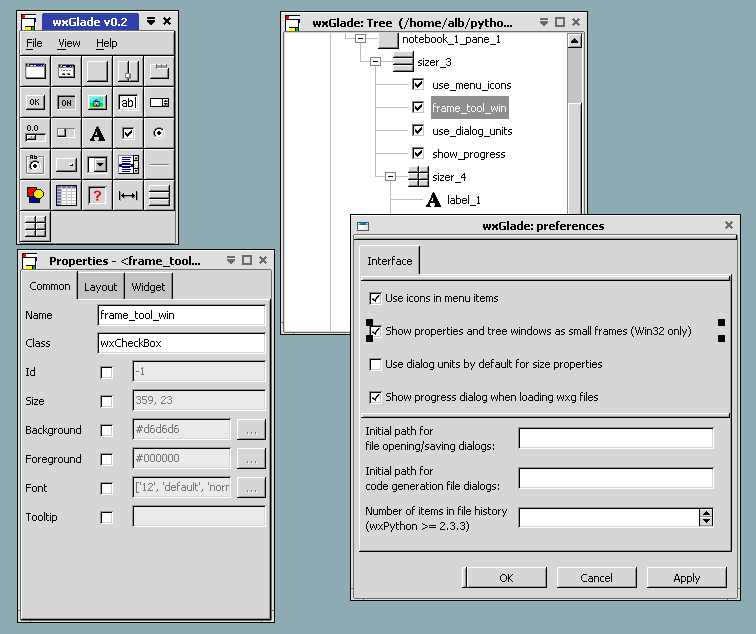 wxGlade v0.2
File View Help
OK
ON
ab|
0.0
A
Rb
?
wxGlade: Tree (/home/alb/pytho...
notebook_1_pane_1
sizer_3
use_menu_icons
frame_tool_win
use_dialog_units
show_progress
sizer_4
A label_1
Properties - <frame_tool...
Common Layout Widget
Name frame_tool_win
Class wxCheckBox
Id -1
Size 359, 23
Background #d6d6d6 ...
Foreground #000000 ...
Font ['12', 'default', 'norr ...
Tooltip
wxGlade: preferences
Interface
Use icons in menu items
Show properties and tree windows as small frames (Win32 only)
Use dialog units by default for size properties
Show progress dialog when loading wxg files
Initial path for
file opening/saving dialogs:
Initial path for
code generation file dialogs:
Number of items in file history
(wxPython >= 2.3.3)
OK Cancel Apply